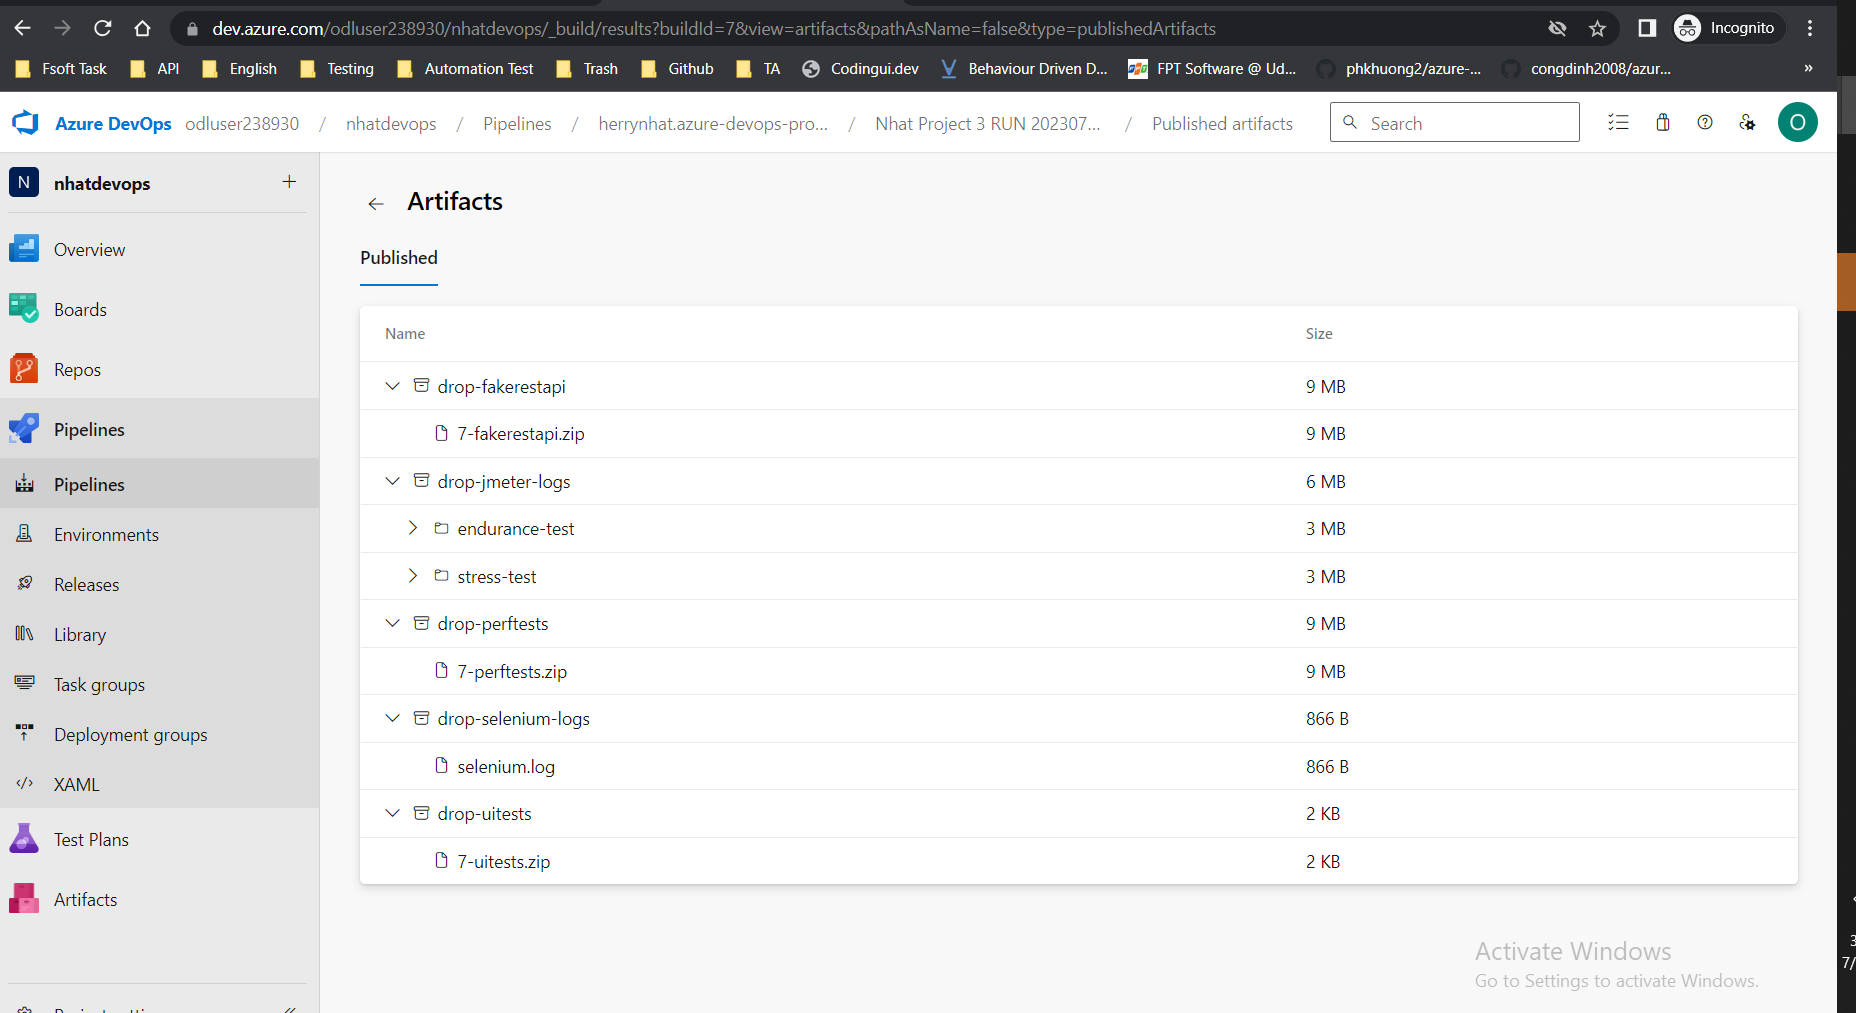 dev.azure.com/odluser238930/nhatdevops/_build/results?buildId=7&view=artifacts&pathAsName=false&type=publishedArtifacts
Incognito
Fsoft Task API English Testing Automation Test Trash Github TA Codingui.dev Behaviour Driven D... FPT Software @ Ud... phkhuong2/azure-... congdinh2008/azur... »
Azure DevOps odluser238930 / nhatdevops / Pipelines / herrynhat.azure-devops-pro... / Nhat Project 3 RUN 202307... / Published artifacts
Search
O
N nhatdevops +
Overview
Boards
Repos
Pipelines
Pipelines
Environments
Releases
Library
Task groups
Deployment groups
XAML
Test Plans
Artifacts
Artifacts
Published
Name Size
drop-fakerestapi 9 MB
7-fakerestapi.zip 9 MB
drop-jmeter-logs 6 MB
endurance-test 3 MB
stress-test 3 MB
drop-perftests 9 MB
7-perftests.zip 9 MB
drop-selenium-logs 866 B
selenium.log 866 B
drop-uitests 2 KB
7-uitests.zip 2 KB
Activate Windows
Go to Settings to activate Windows.
3
7/